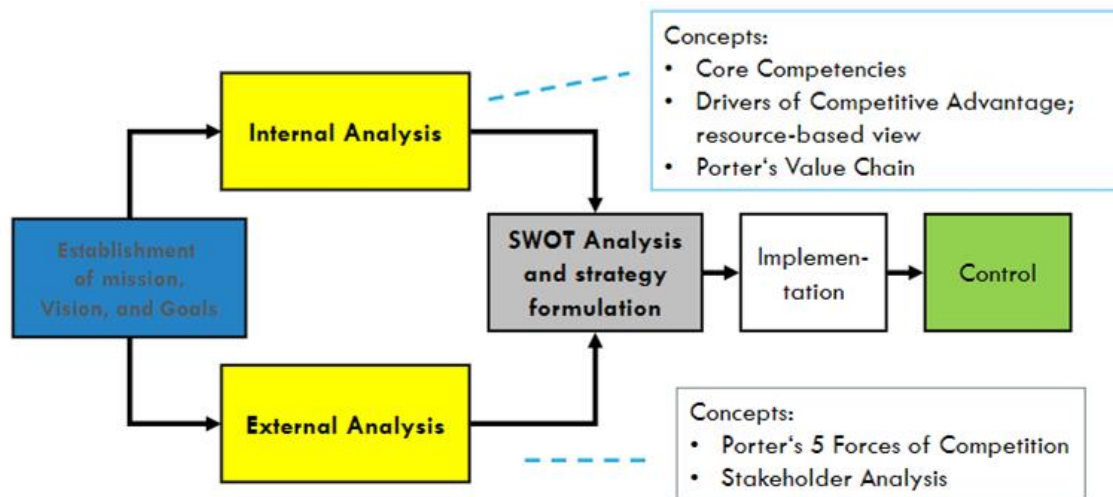 Concepts:
• Core Competencies
• Drivers of Competitive Advantage;
resource-based view
• Porter's Value Chain
Internal Analysis
Establishment
of mission,
Vision, and Goals
SWOT Analysis
and strategy
formulation
Implemen-
tation
Control
External Analysis
Concepts:
• Porter's 5 Forces of Competition
• Stakeholder Analysis